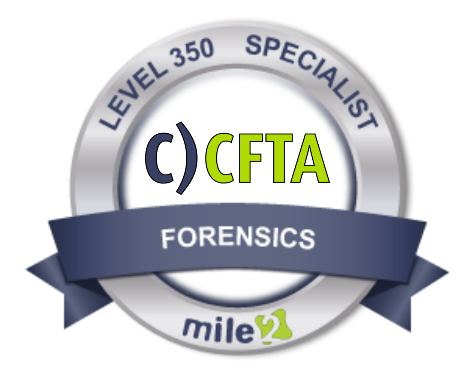 LEVEL 350 SPECIALIST
C)CFTA
FORENSICS
mile2